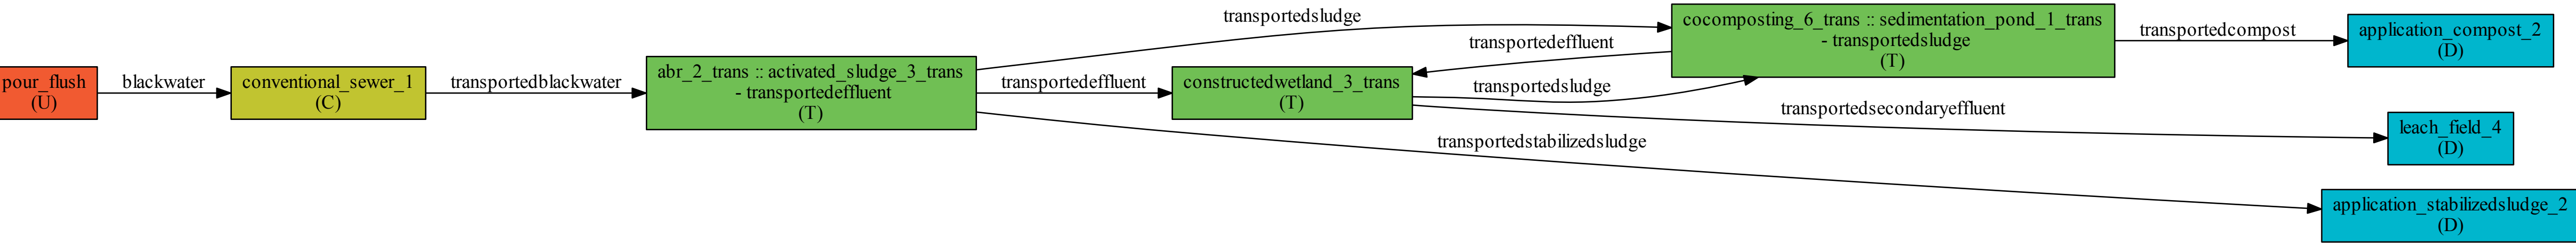 pour_flush
(U)
blackwater
conventional_sewer_1
(C)
transportedblackwater
abr_2_trans :: activated_sludge_3_trans
- transportedeffluent
(T)
transportedsludge
transportedeffluent
transportedstabilizedsludge
constructedwetland_3_trans
(T)
transportedeffluent
transportedsludge
transportedsecondaryeffluent
cocomposting_6_trans :: sedimentation_pond_1_trans
- transportedsludge
(T)
transportedcompost
application_compost_2
(D)
leach_field_4
(D)
application_stabilizedsludge_2
(D)